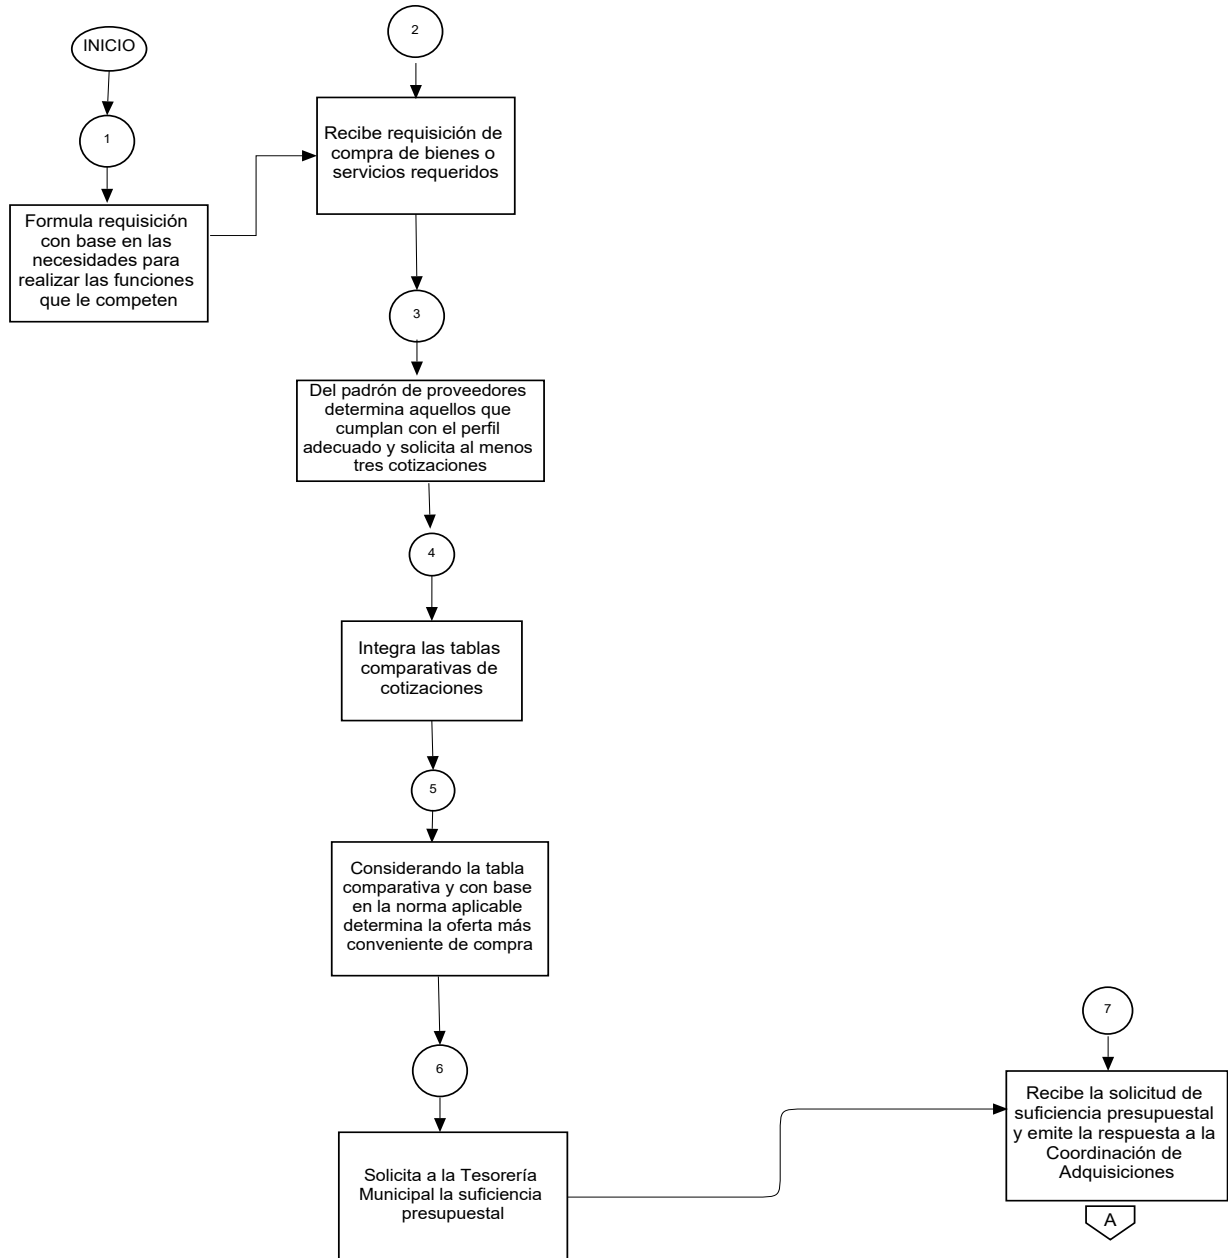 INICIO
1
Formula requisición
con base en las
necesidades para
realizar las funciones
que le competen
2
Recibe requisición de
compra de bienes o
servicios requeridos
3
Del padrón de proveedores
determina aquellos que
cumplan con el perfil
adecuado y solicita al menos
tres cotizaciones
4
Integra las tablas
comparativas de
cotizaciones
5
Considerando la tabla
comparativa y con base
en la norma aplicable
determina la oferta más
conveniente de compra
6
Solicita a la Tesorería
Municipal la suficiencia
presupuestal
7
Recibe la solicitud de
suficiencia presupuestal
y emite la respuesta a la
Coordinación de
Adquisiciones
A